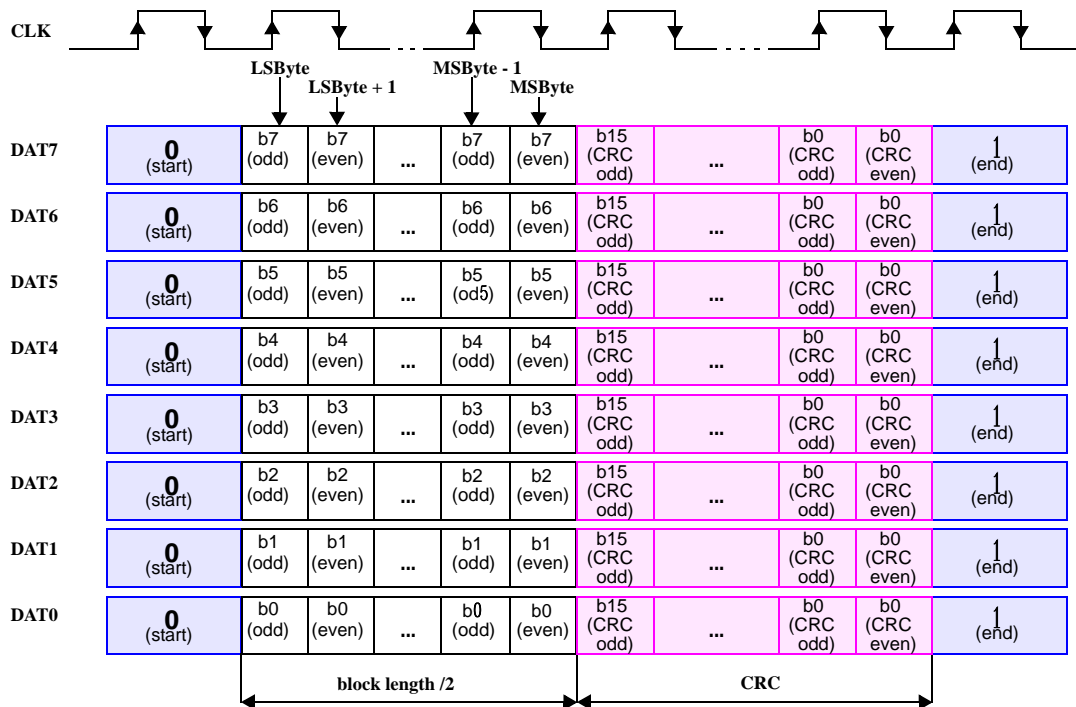 CLK
LSByte MSByte - 1
LSByte + 1 MSByte
DAT7 0 (start) b7 (odd) b7 (even) ... b7 (odd) b7 (even) b15 (CRC odd) ... b0 (CRC odd) b0 (CRC even) 1 (end)
DAT6 0 (start) b6 (odd) b6 (even) ... b6 (odd) b6 (even) b15 (CRC odd) ... b0 (CRC odd) b0 (CRC even) 1 (end)
DAT5 0 (start) b5 (odd) b5 (even) ... b5 (od5) b5 (even) b15 (CRC odd) ... b0 (CRC odd) b0 (CRC even) 1 (end)
DAT4 0 (start) b4 (odd) b4 (even) ... b4 (odd) b4 (even) b15 (CRC odd) ... b0 (CRC odd) b0 (CRC even) 1 (end)
DAT3 0 (start) b3 (odd) b3 (even) ... b3 (odd) b3 (even) b15 (CRC odd) ... b0 (CRC odd) b0 (CRC even) 1 (end)
DAT2 0 (start) b2 (odd) b2 (even) ... b2 (odd) b2 (even) b15 (CRC odd) ... b0 (CRC odd) b0 (CRC even) 1 (end)
DAT1 0 (start) b1 (odd) b1 (even) ... b1 (odd) b1 (even) b15 (CRC odd) ... b0 (CRC odd) b0 (CRC even) 1 (end)
DAT0 0 (start) b0 (odd) b0 (even) ... b0 (odd) b0 (even) b15 (CRC odd) ... b0 (CRC odd) b0 (CRC even) 1 (end)
block length /2 CRC